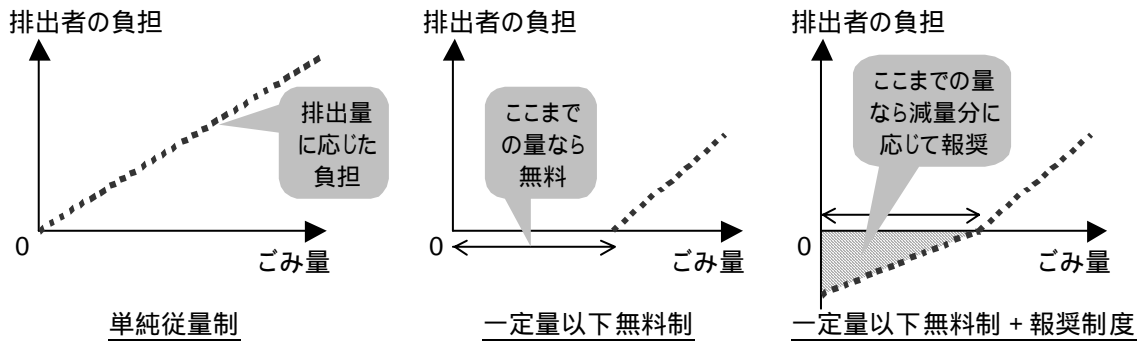 排出者の負担
排出量
に応じた
負担
0
ごみ量
単純従量制
排出者の負担
ここまで
の量なら
無料
0
ごみ量
一定量以下無料制
排出者の負担
ここまでの量
なら減量分に
応じて報奨
0
ごみ量
一定量以下無料制 + 報奨制度